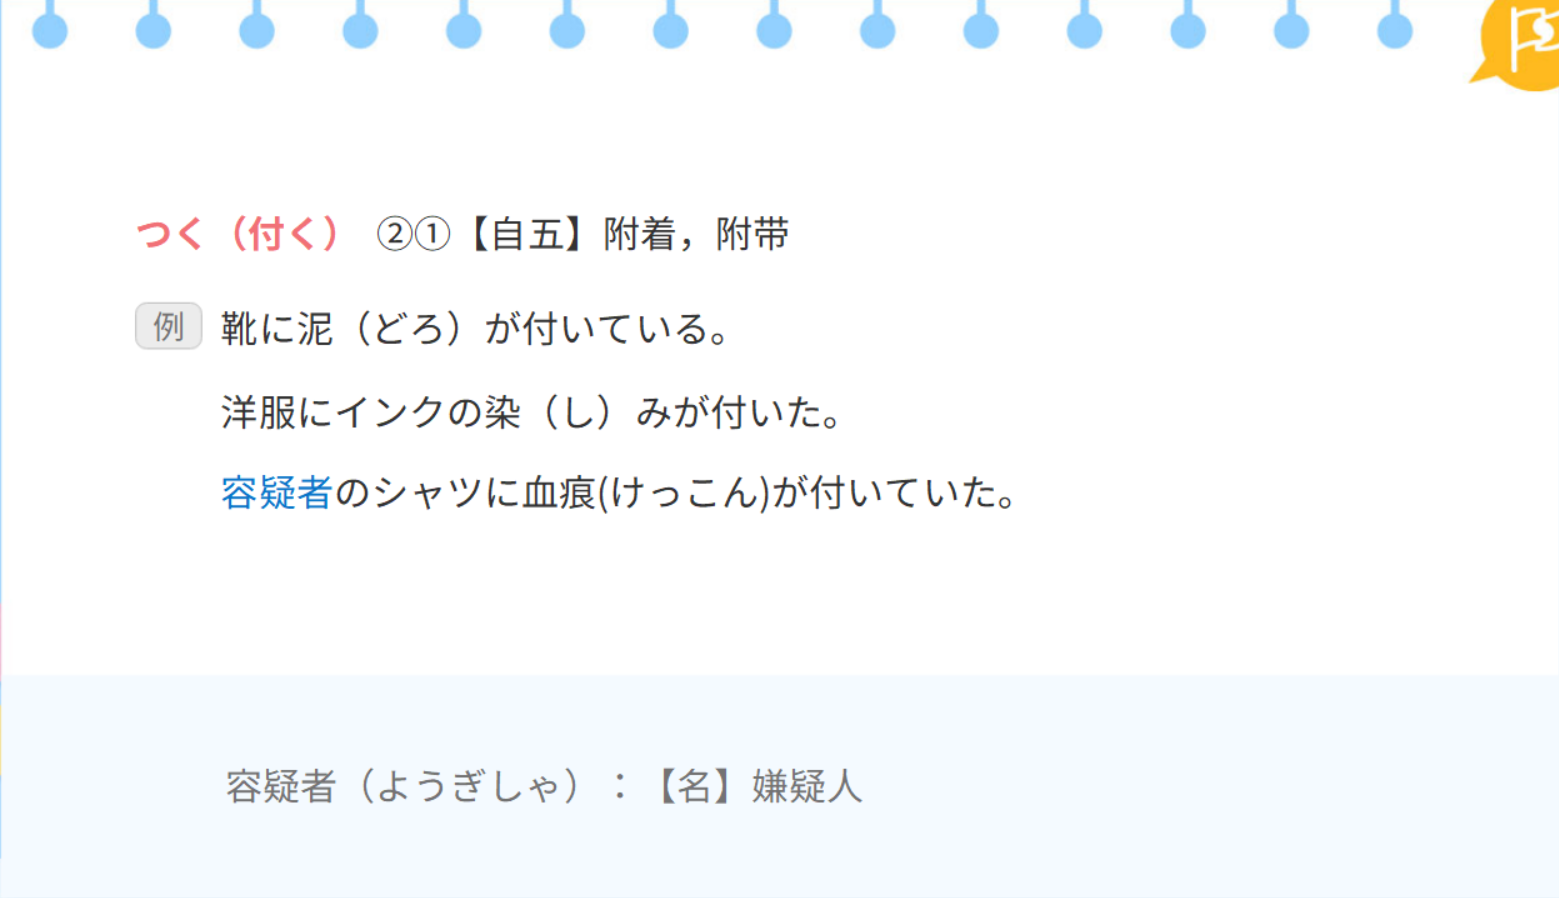 つく（付く） ②①【自五】附着，附带
例 靴に泥（どろ）が付いている。
洋服にインクの染（し）みが付いた。
容疑者のシャツに血痕(けっこん)が付いていた。
容疑者（ようぎしゃ）：【名】嫌疑人